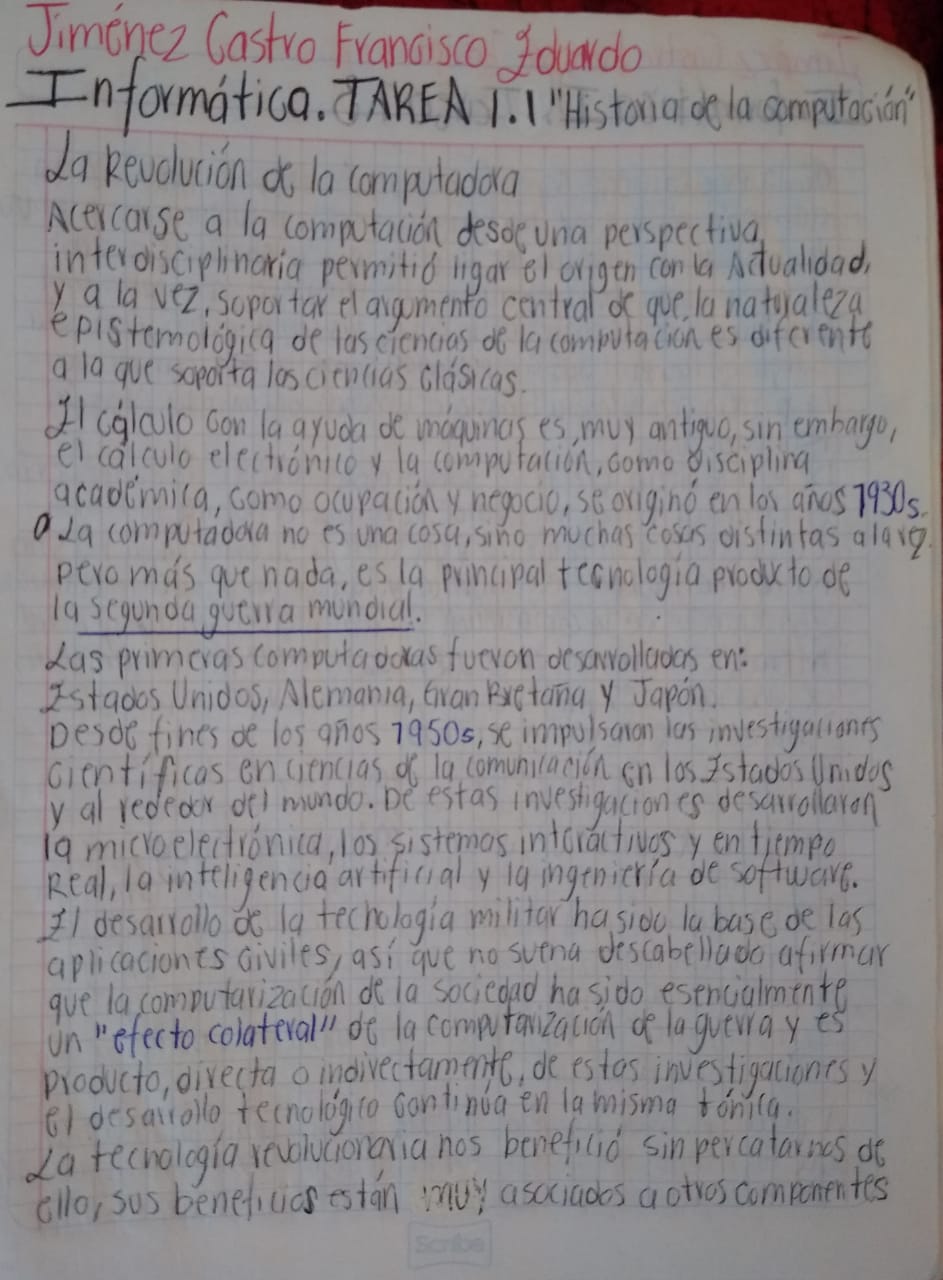 Jiménez Castro Francisco Eduardo
Informática. TAREA 1.1 "Historia de la computación"
La Revolución de la computadora
Acercarse a la computación desde una perspectiva
interdisciplinaria permitió ligar el origen con la Actualidad,
y a la vez, soportar el argumento central de que, la naturaleza
epistemológica de las ciencias de la computación es diferente
a la que soporta las ciencias clásicas.
El cálculo con la ayuda de máquinas es, muy antiguo, sin embargo,
el cálculo electrónico y la computación, como disciplina
académica, como ocupación y negocio, se originó en los años 1930s.
La computadora no es una cosa, sino muchas cosas distintas a la vez.
Pero más que nada, es la principal tecnología producto de
la segunda guerra mundial.
Las primeras computadoras fueron desarrolladas en:
Estados Unidos, Alemania, Gran Bretaña y Japón.
Desde fines de los años 1950s, se impulsaron las investigaciones
científicas en ciencias de la comunicación en los Estados Unidos
y al rededor del mundo. De estas investigaciones desarrollaron
la microelectrónica, los sistemas interactivos y en tiempo
Real, la inteligencia artificial y la ingeniería de software.
El desarrollo de la techología militar ha sido la base de las
aplicaciones civiles, así que no suena descabellado afirmar
que la computarización de la sociedad ha sido esencialmente
un "efecto colateral" de la computarización de la guerra y es
producto, directa o indirectamente, de estas investigaciones y
el desarrollo tecnológico continúa en la misma tónica.
La tecnología revolucionaria nos benefició sin percatarnos de
ello, sus beneficios están muy asociados a otros componentes
Scribe